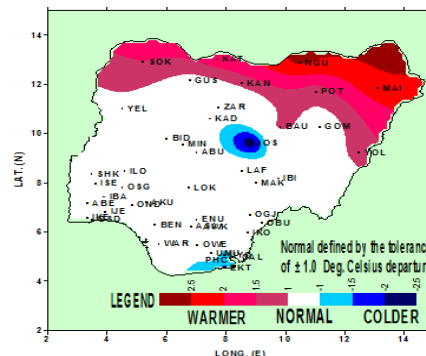 14
12
10
8
6
4
2
LAT. (N)
SOK
KAT
NGU
GUS
KAN
MAI
POT
YEL
ZAR
KAD
BAU
GOM
BID
MIN
ABU
JOS
YOL
SHK
ILO
LAF
IBI
ISE
OSG
LOK
MAK
IBA
ABE
IJE
OND
AKU
OGJ
BEN
ENU
OBU
IKO
WAR
OWE
PHC
CAL
EKT
Normal defined by the tolerance
of ± 1.0 Deg. Celsius departur
2.5
2
1.5
1
-1
-1.5
-2
-2.5
LEGEND
WARMER
NORMAL
COLDER
2
4
6
8
10
12
14
LONG. (E)